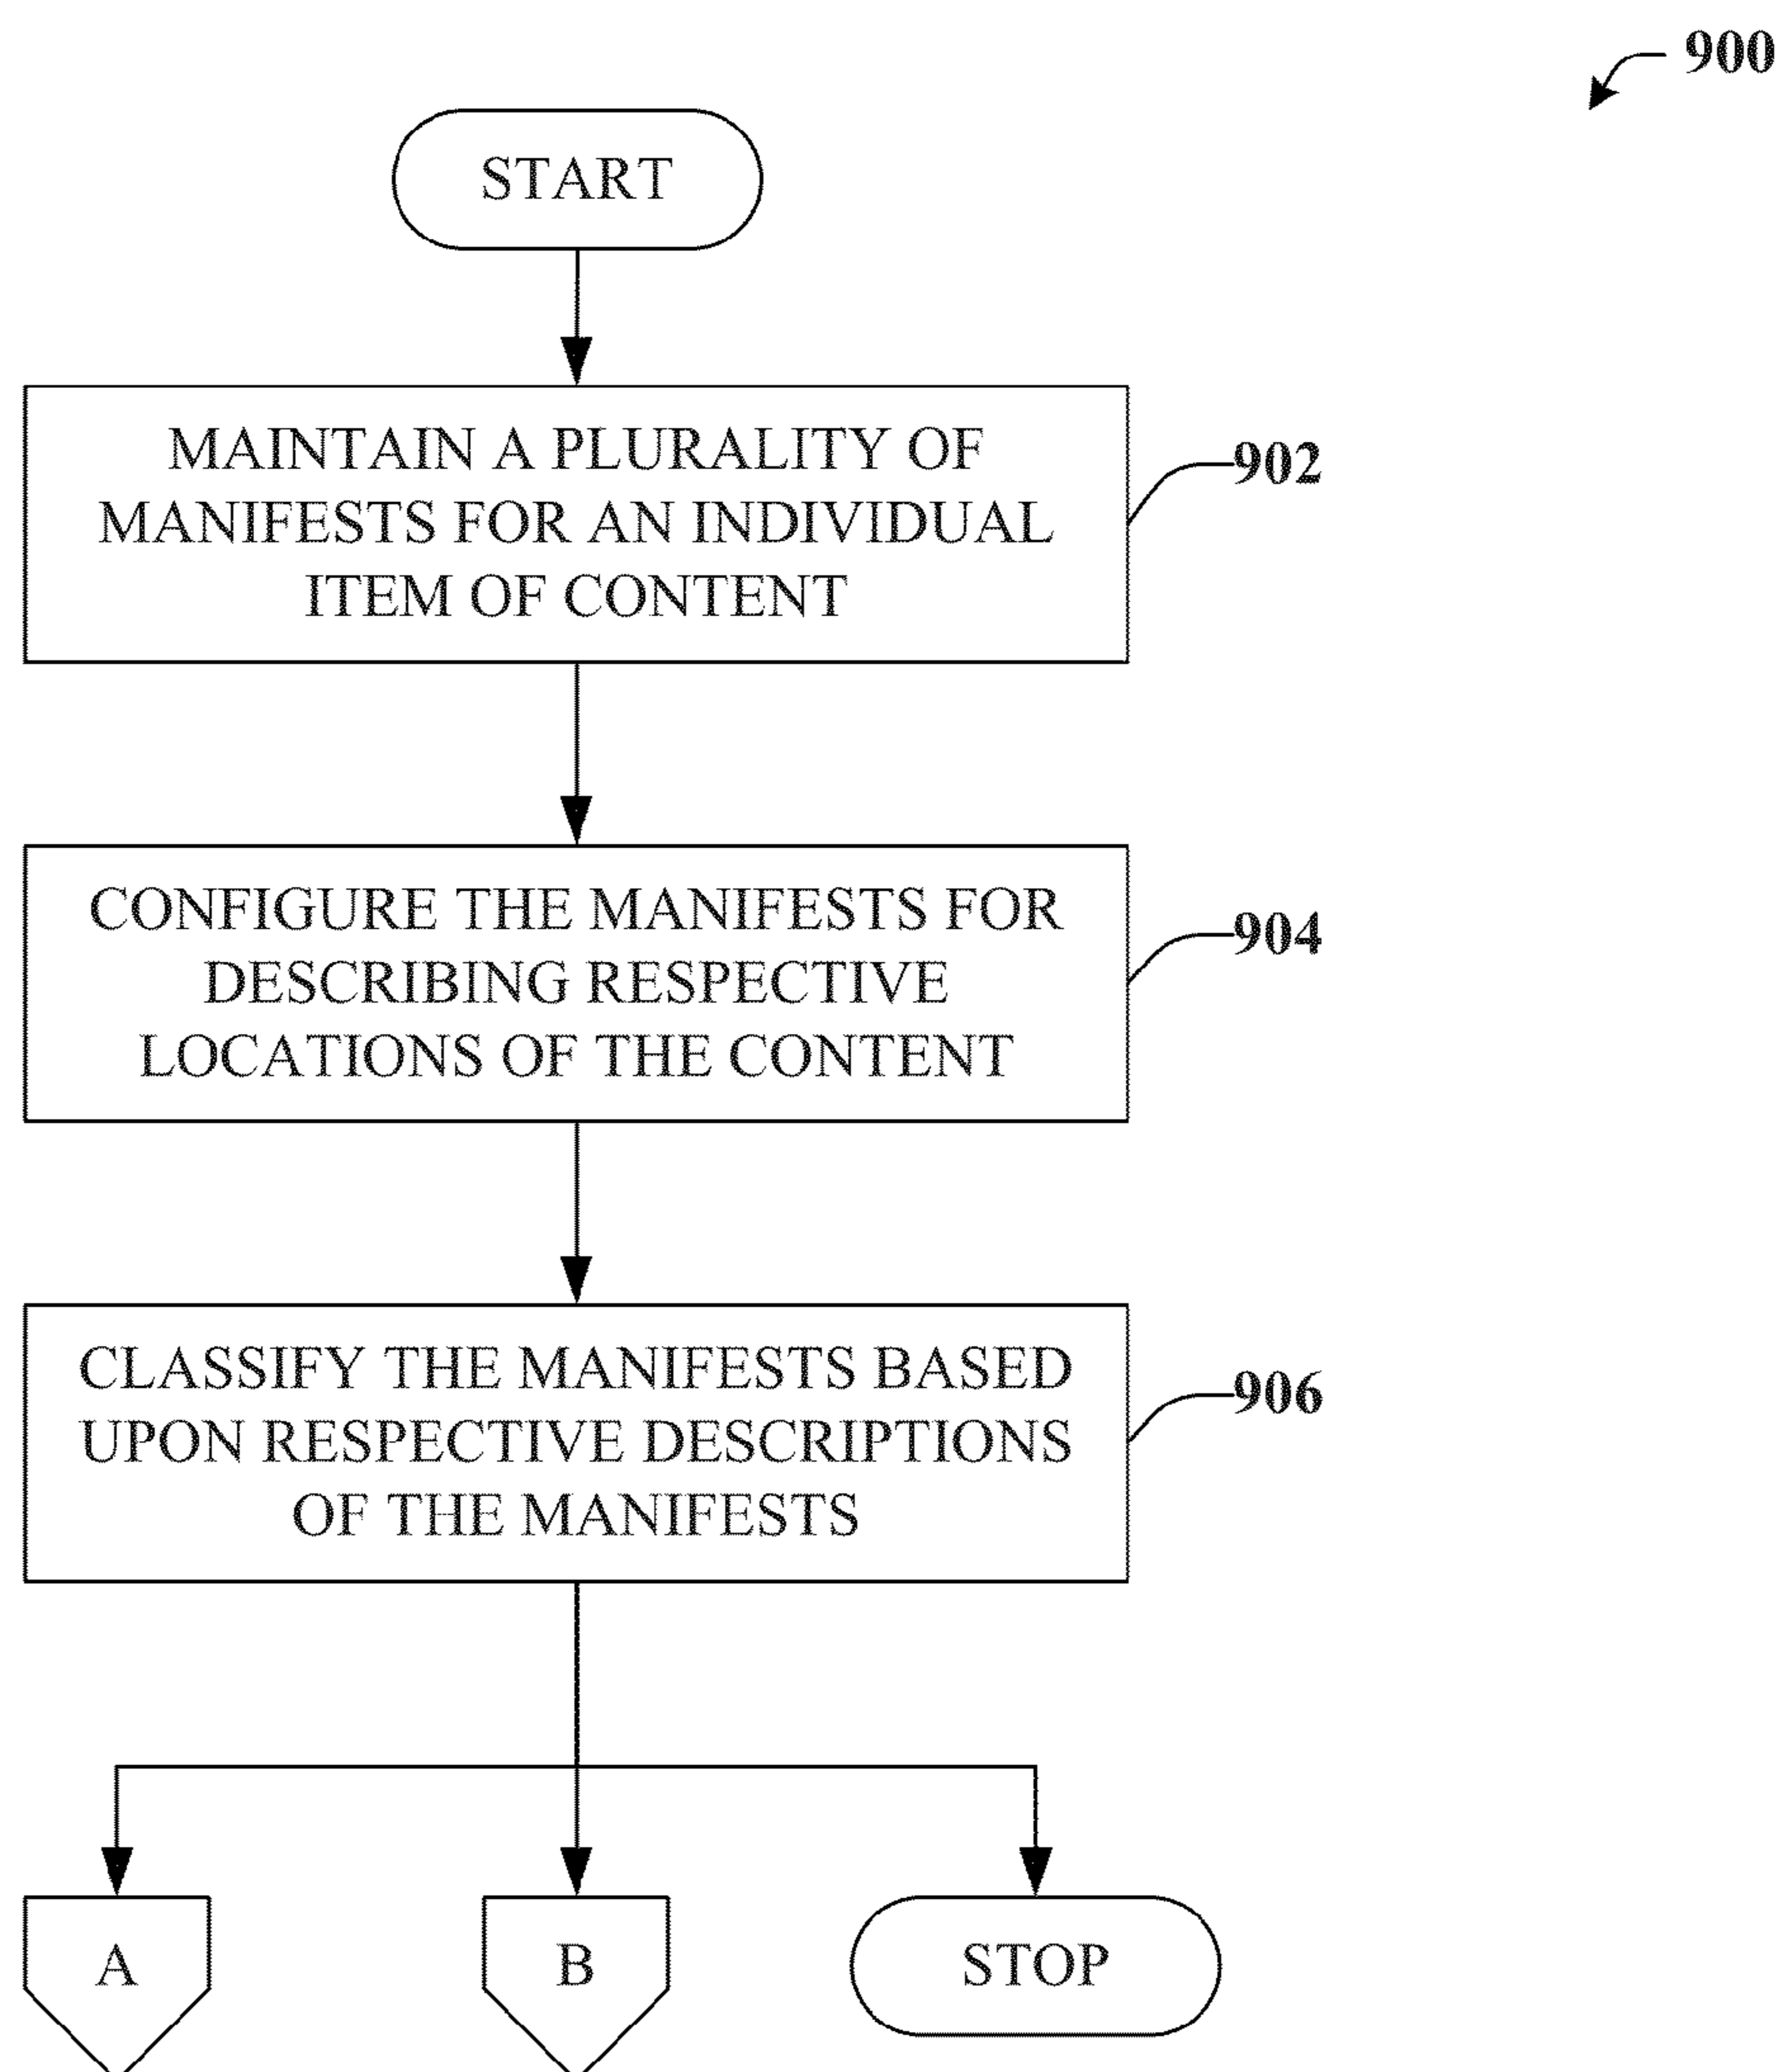 900
START
MAINTAIN A PLURALITY OF
MANIFESTS FOR AN INDIVIDUAL
ITEM OF CONTENT
902
CONFIGURE THE MANIFESTS FOR
DESCRIBING RESPECTIVE
LOCATIONS OF THE CONTENT
904
CLASSIFY THE MANIFESTS BASED
UPON RESPECTIVE DESCRIPTIONS
OF THE MANIFESTS
906
A
B
STOP